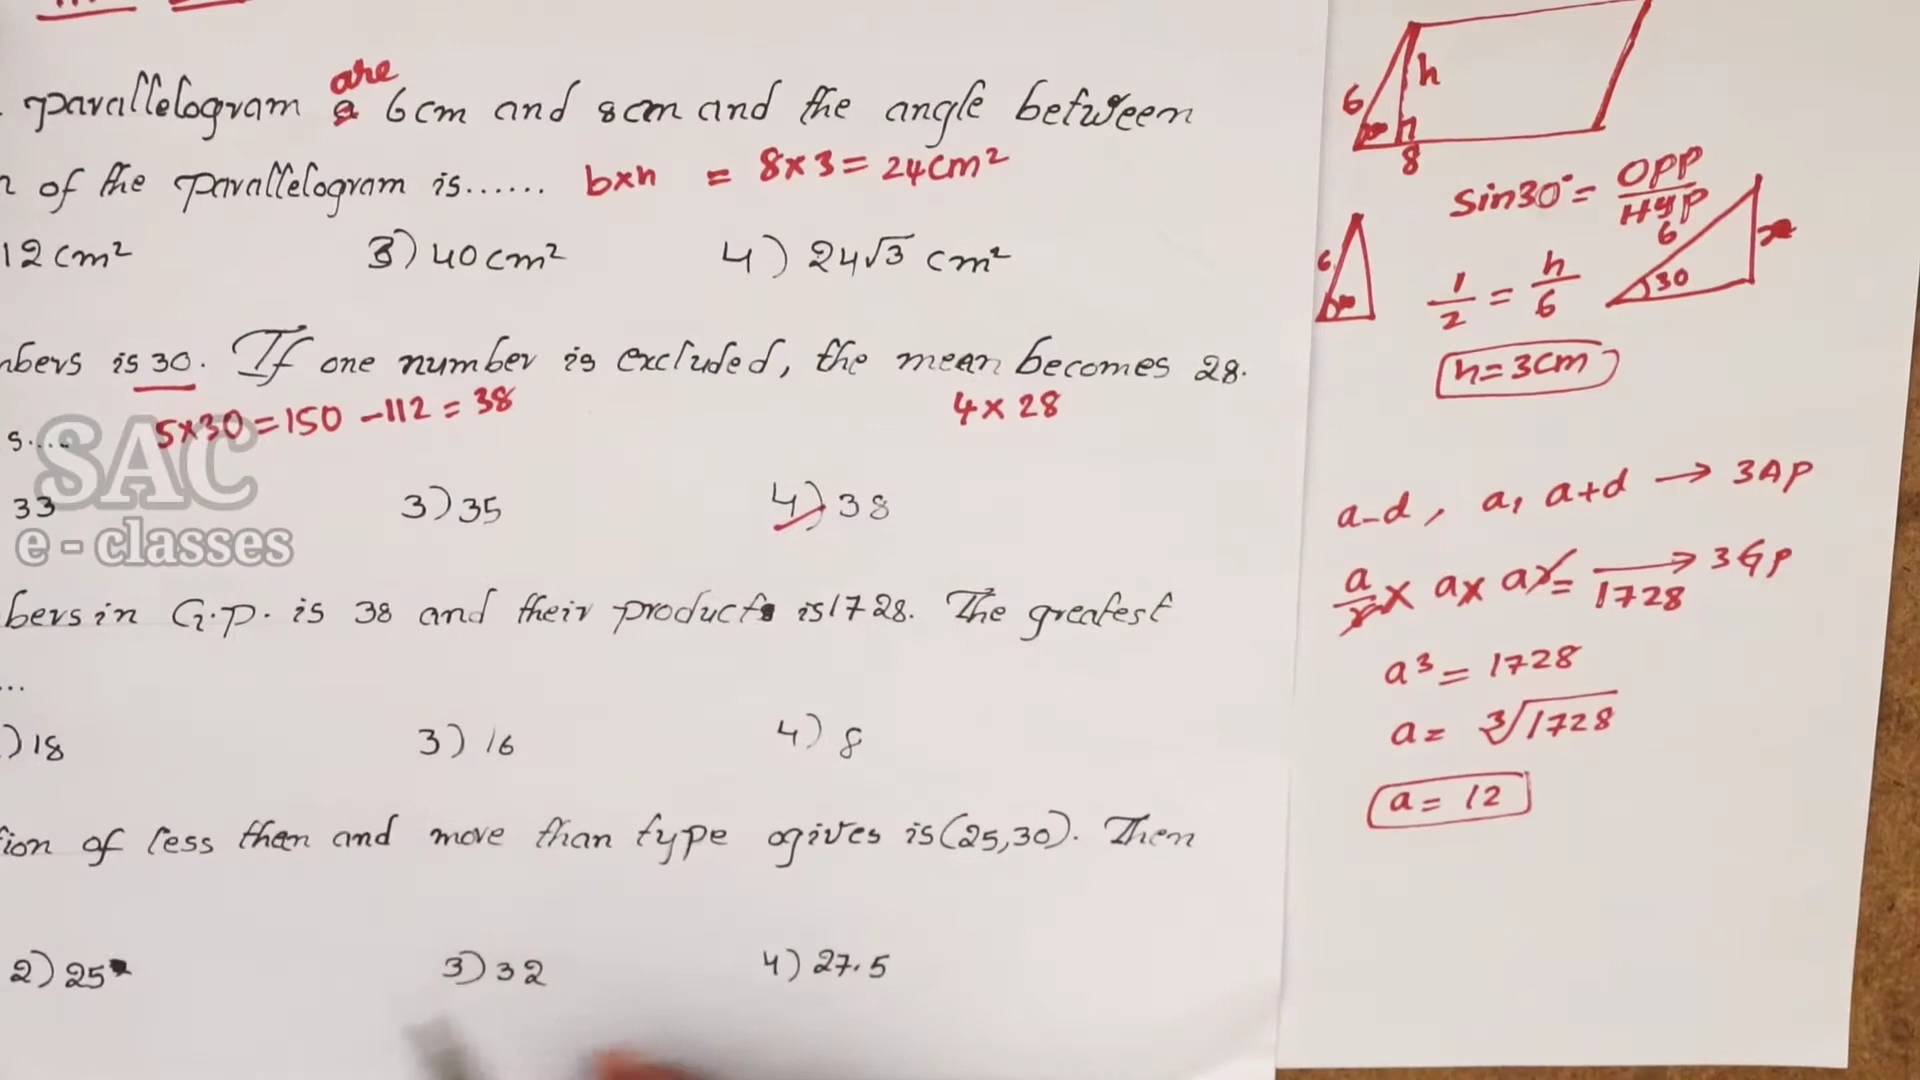 are
parallelogram 6cm and 8cm and the angle between
of the parallelogram is...... b×h = 8×3 = 24cm²
12cm² 3) 40cm² 4) 24√3 cm²
is 30. If one number is excluded, the mean becomes 28.
5×30 = 150 -112 = 38 4×28
s....
33 3) 35 4) 38
SAC
e - classes
in G.P. is 38 and their product is 1728. The greatest
...
) 18 3) 16 4) 8
of less then and more than type ogives is (25,30). Then
2) 25 3) 32 4) 27.5
h
6
8
sin30° = OPP/HYP
6
30
6
1/2 = h/6
h = 3cm
a-d, a, a+d → 3AP
a/r × a × ar = 1728 → 3GP
a³ = 1728
a = ³√1728
a = 12